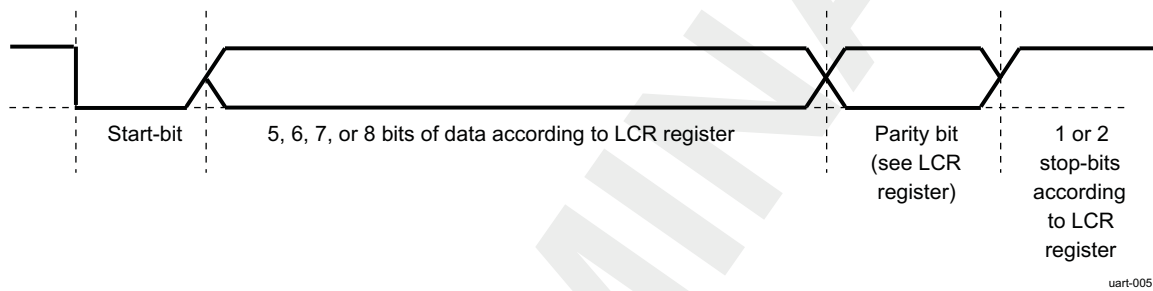 Start-bit
5, 6, 7, or 8 bits of data according to LCR register
Parity bit
(see LCR
register)
1 or 2
stop-bits
according
to LCR
register
uart-005